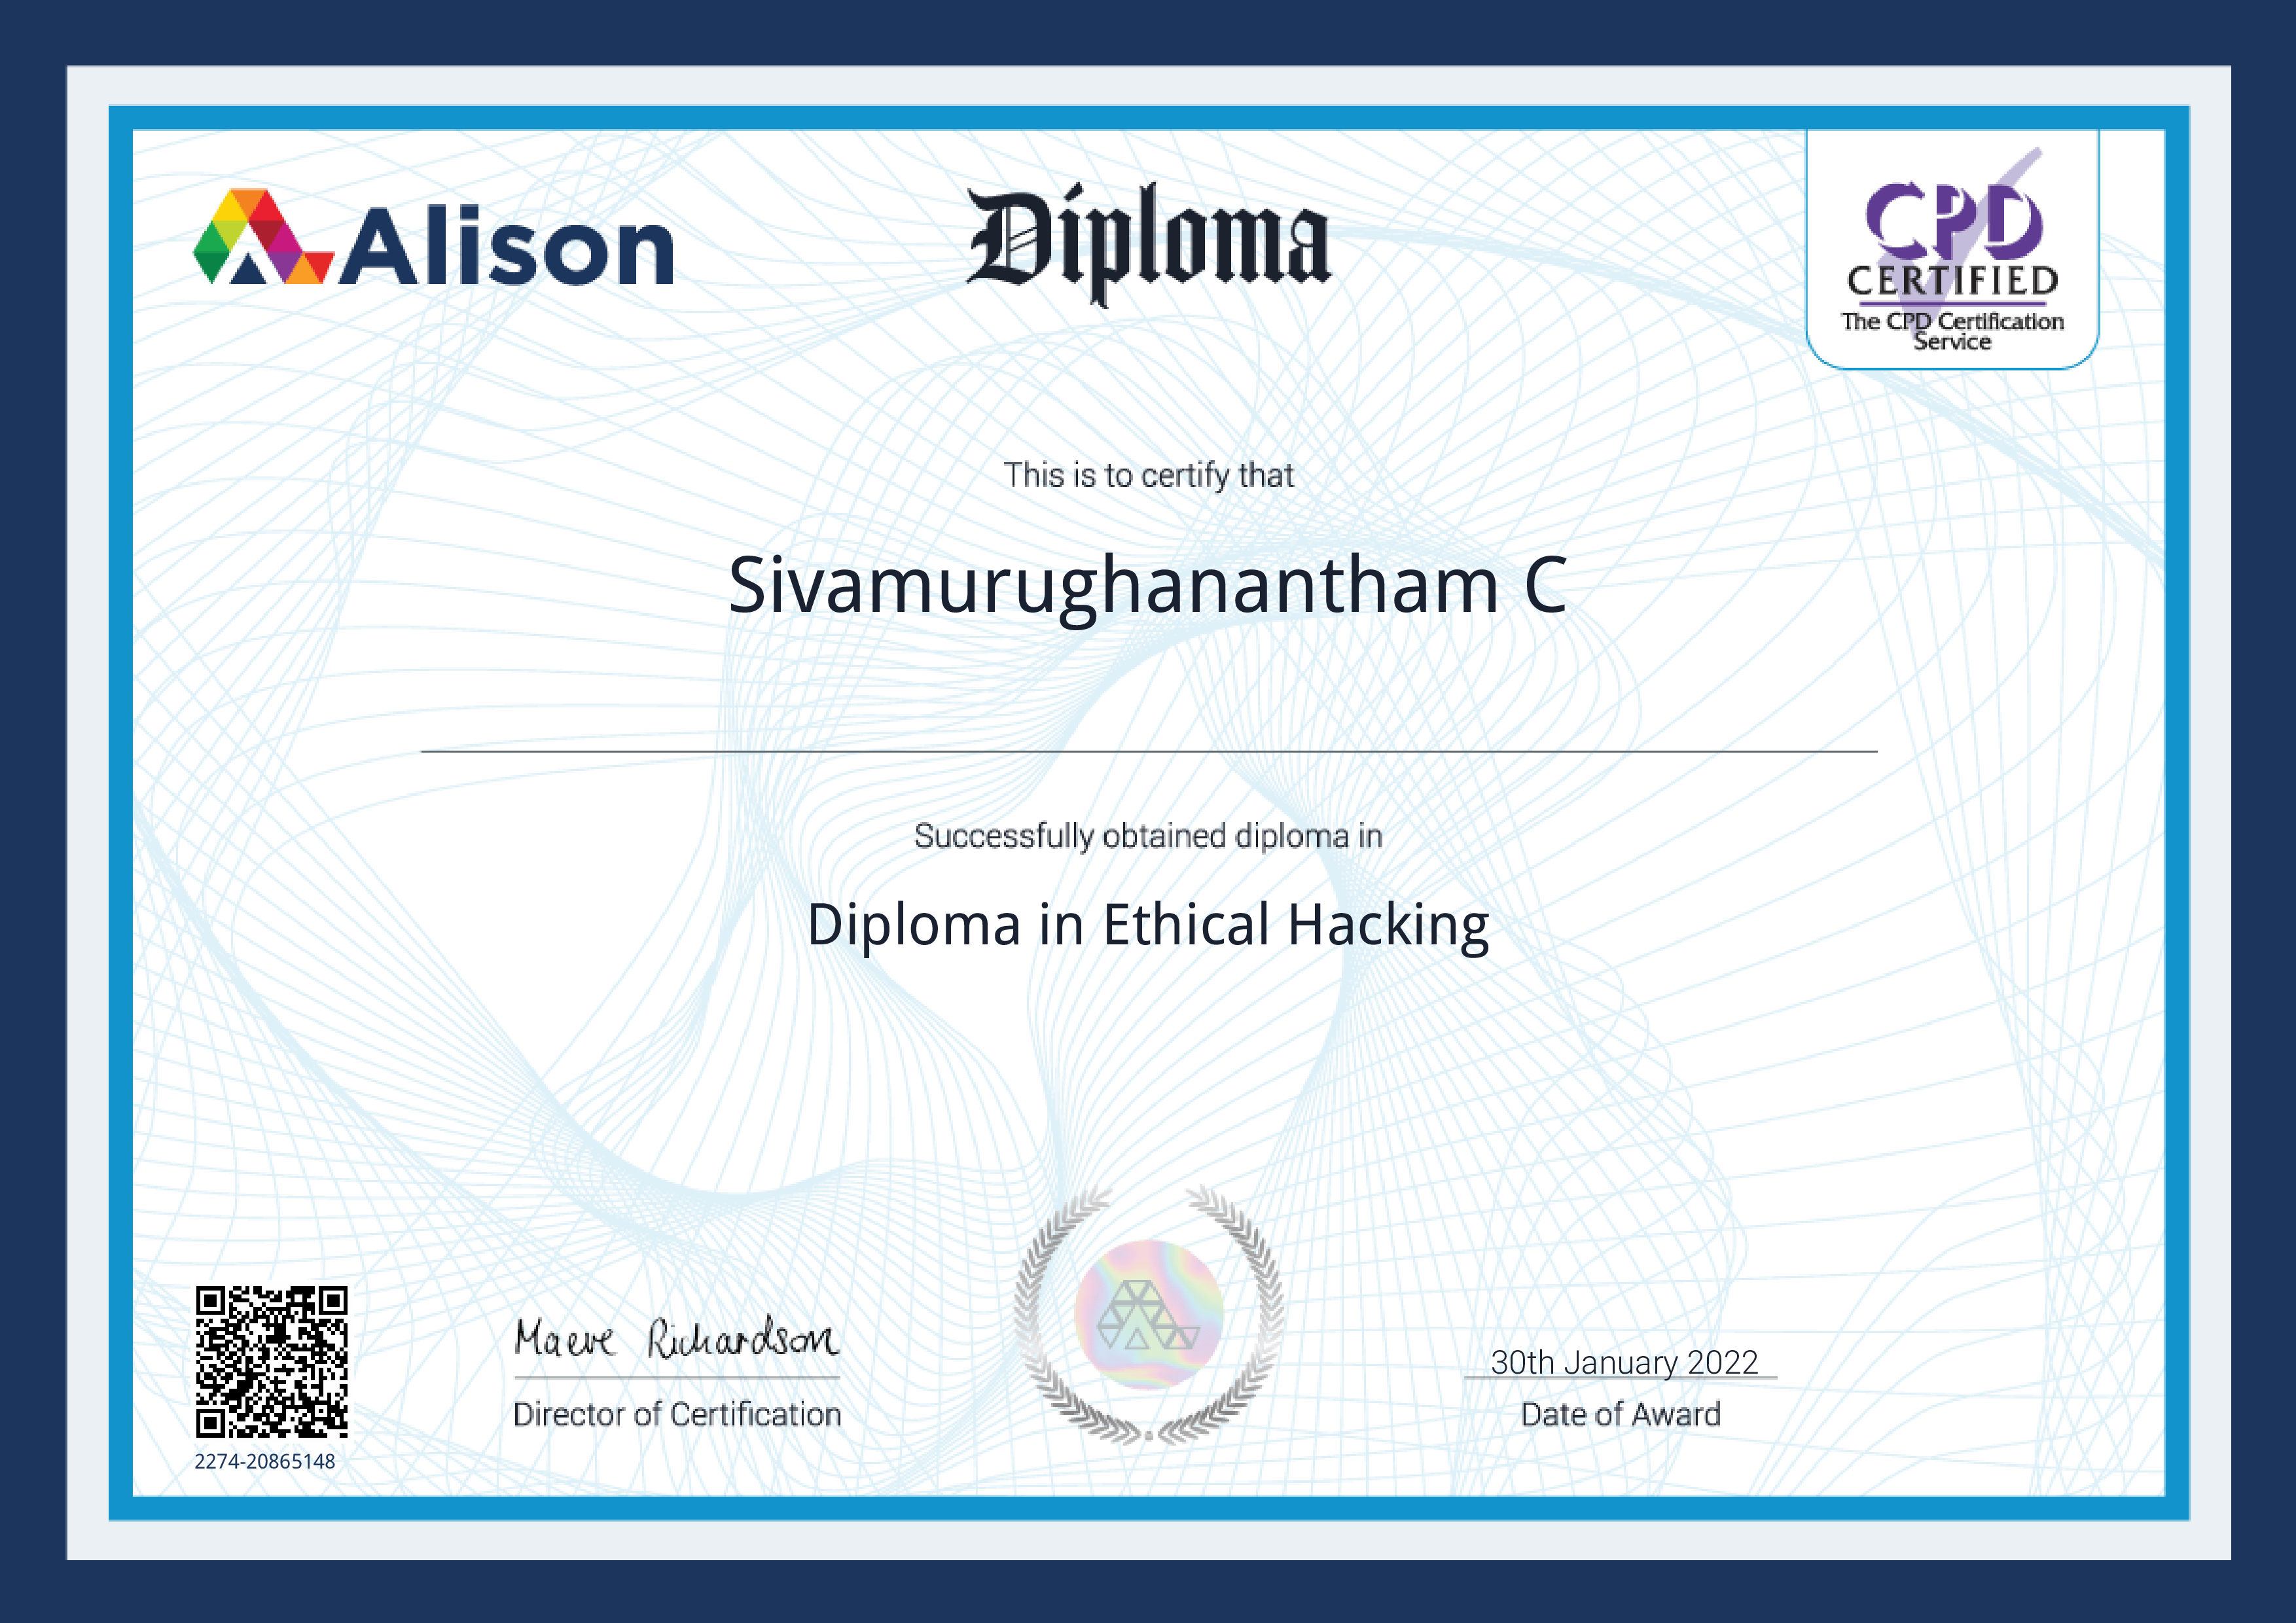 Alison
Diploma
CPD
CERTIFIED
The CPD Certification
Service
This is to certify that
Sivamurughanantham C
Successfully obtained diploma in
Diploma in Ethical Hacking
Maeve Richardson
Director of Certification
30th January 2022
Date of Award
2274-20865148